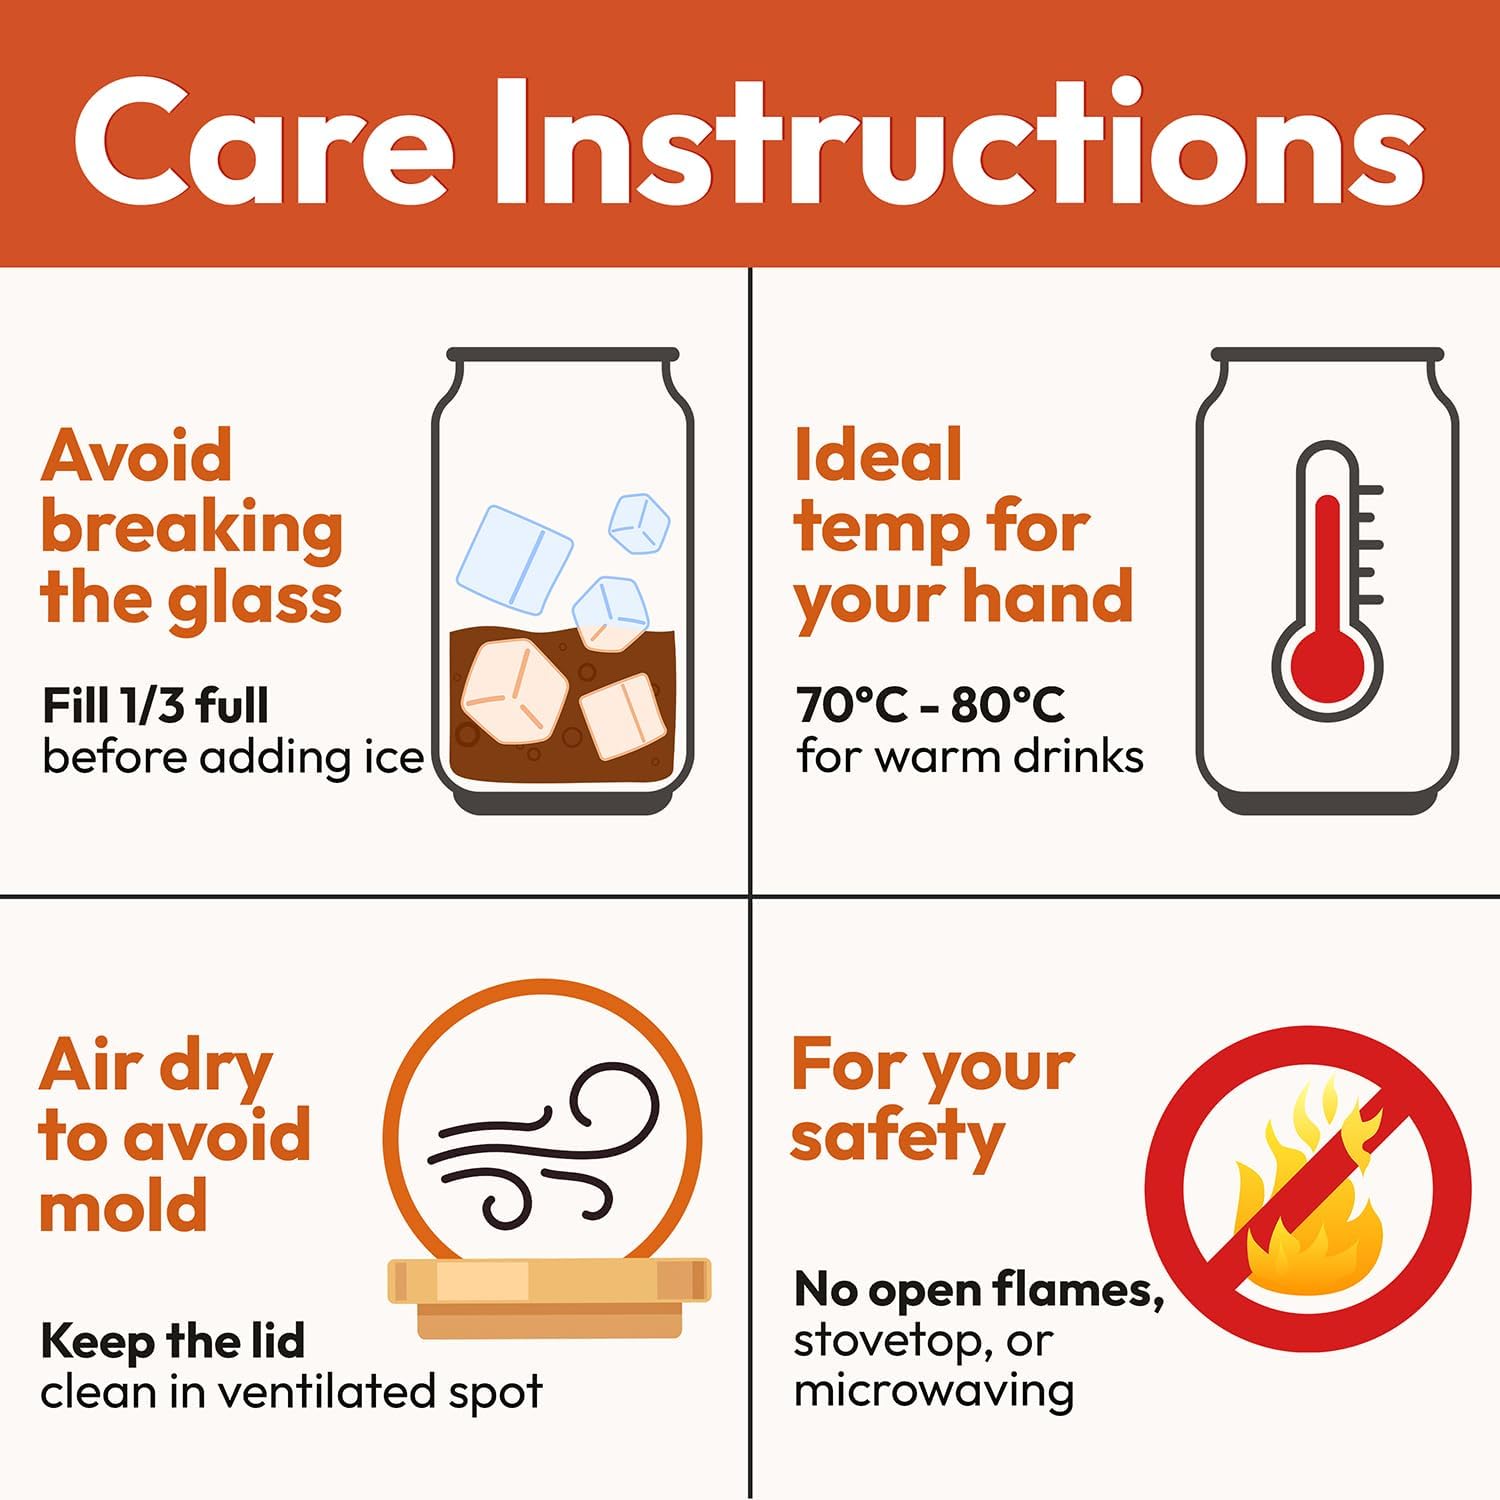 Care Instructions
Avoid
breaking
the glass
Fill 1/3 full
before adding ice
Ideal
temp for
your hand
70°C - 80°C
for warm drinks
Air dry
to avoid
mold
Keep the lid
clean in ventilated spot
For your
safety
No open flames,
stovetop, or
microwaving